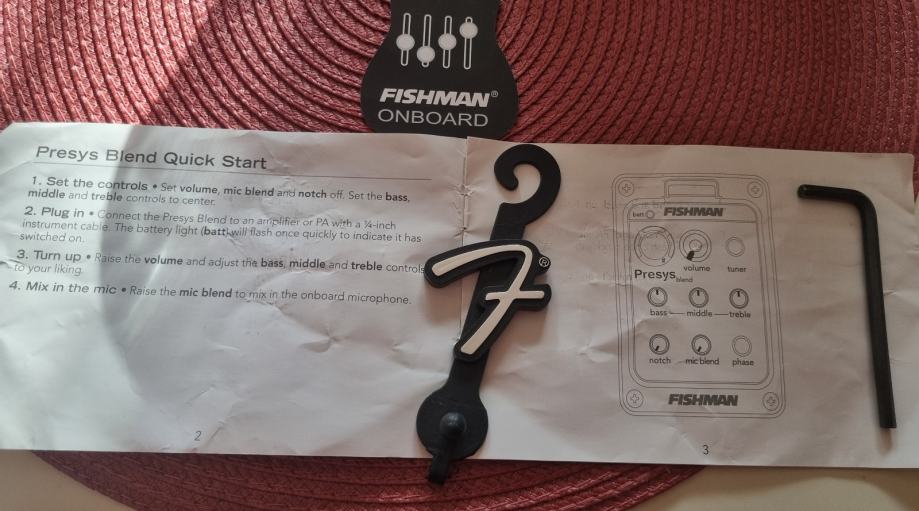 FISHMAN®
ONBOARD
Presys Blend Quick Start
1. Set the controls • Set volume, mic blend and notch off. Set the bass,
middle and treble controls to center.
2. Plug in • Connect the Presys Blend to an amplifier or PA with a ¼-inch
instrument cable. The battery light (batt) will flash once quickly to indicate it has
switched on.
3. Turn up • Raise the volume and adjust the bass, middle and treble controls
to your liking.
4. Mix in the mic • Raise the mic blend to mix in the onboard microphone.
2
F®
batt FISHMAN
volume tuner
Presys blend
bass middle treble
notch mic blend phase
FISHMAN
3